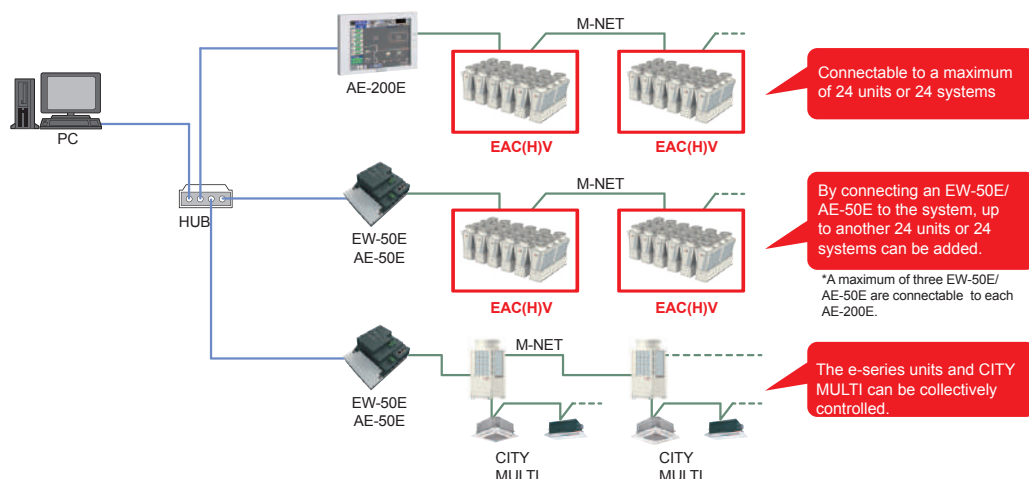 M-NET
AE-200E
EAC(H)V
EAC(H)V
Connectable to a maximum
of 24 units or 24 systems
PC
HUB
M-NET
EW-50E
AE-50E
EAC(H)V
EAC(H)V
By connecting an EW-50E/
AE-50E to the system, up
to another 24 units or 24
systems can be added.
*A maximum of three EW-50E/
AE-50E are connectable to each
AE-200E.
M-NET
EW-50E
AE-50E
CITY
MULTI
CITY
MULTI
The e-series units and CITY
MULTI can be collectively
controlled.